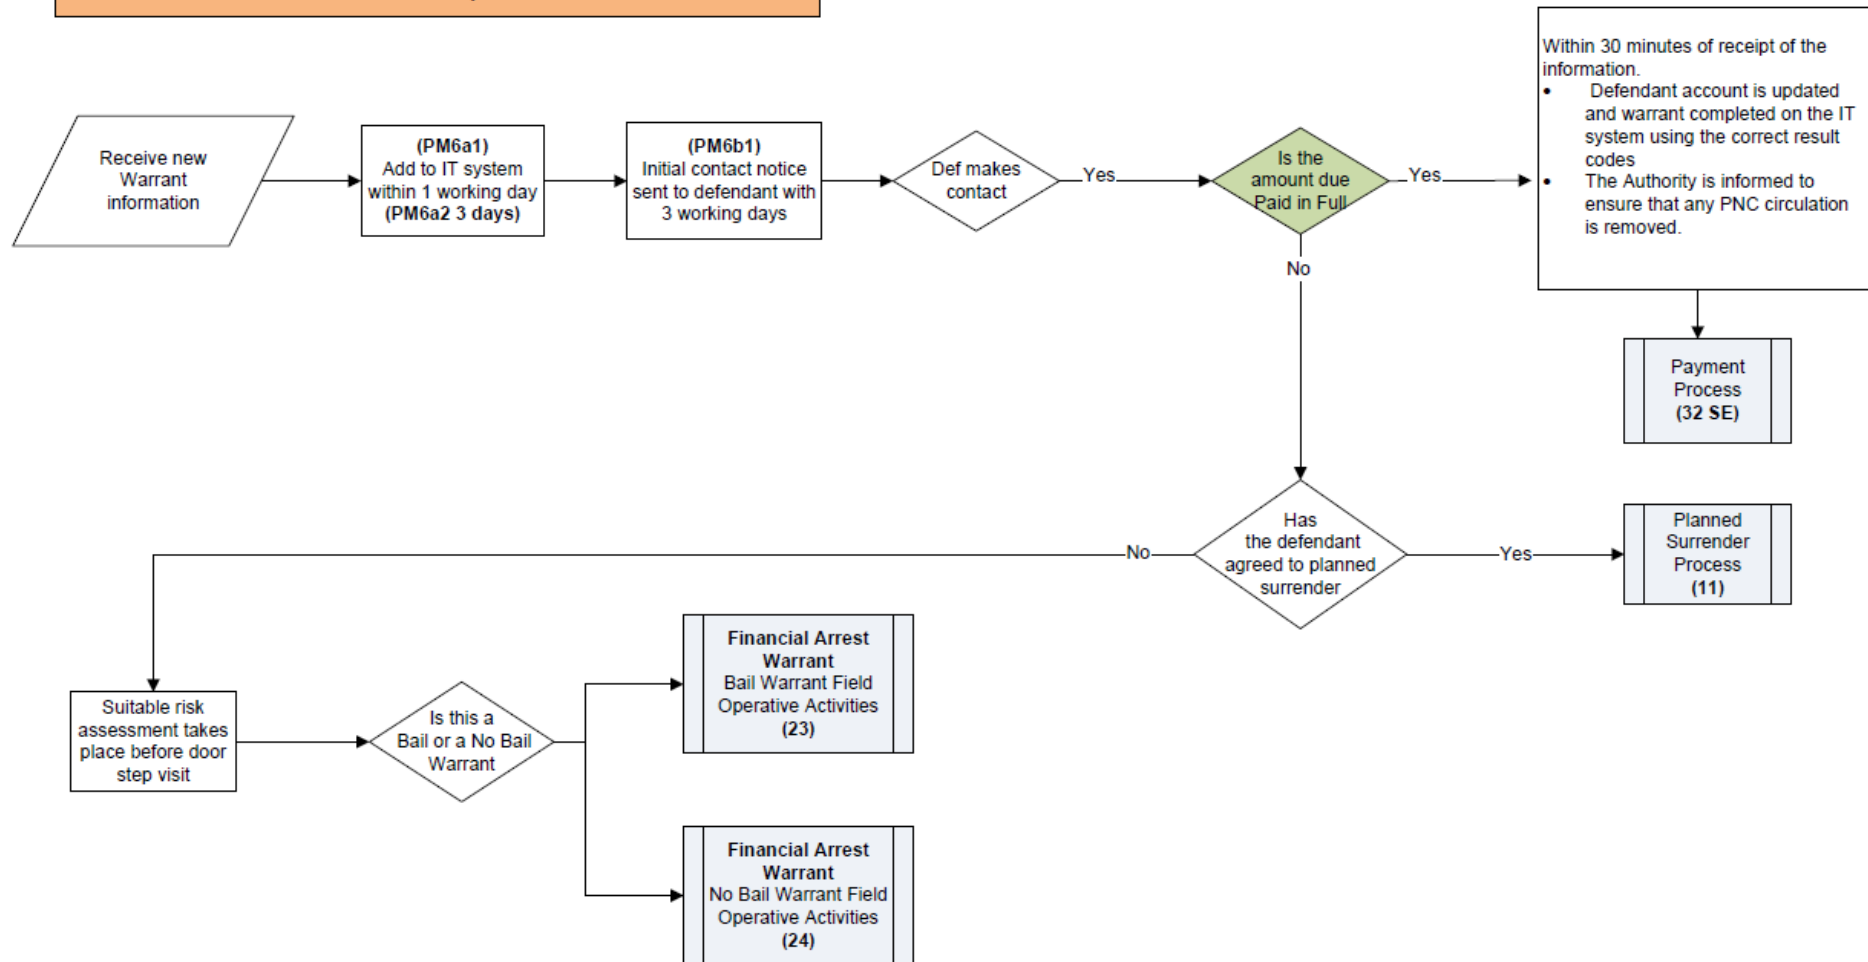 Receive new
Warrant
information
(PM6a1)
Add to IT system
within 1 working day
(PM6a2 3 days)
(PM6b1)
Initial contact notice
sent to defendant with
3 working days
Def makes
contact
Yes
Is the
amount due
Paid in Full
Yes
Within 30 minutes of receipt of the
information.
• Defendant account is updated
and warrant completed on the IT
system using the correct result
codes
• The Authority is informed to
ensure that any PNC circulation
is removed.
No
Payment
Process
(32 SE)
Has
the defendant
agreed to planned
surrender
Yes
Planned
Surrender
Process
(11)
No
Suitable risk
assessment takes
place before door
step visit
Is this a
Bail or a No Bail
Warrant
Financial Arrest
Warrant
Bail Warrant Field
Operative Activities
(23)
Financial Arrest
Warrant
No Bail Warrant Field
Operative Activities
(24)